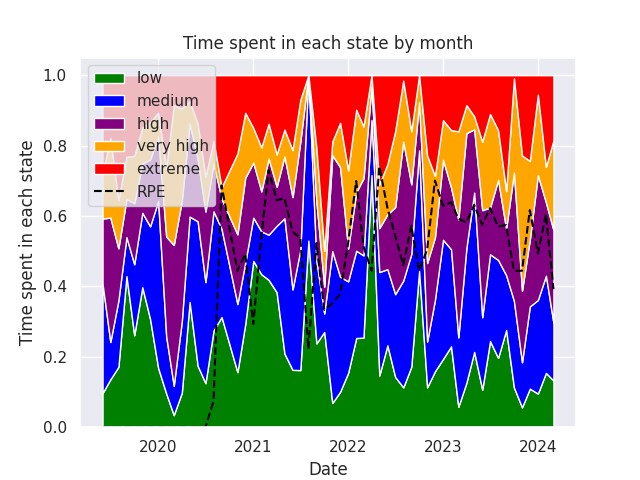 Time spent in each state by month
low
medium
high
very high
extreme
RPE
Time spent in each state
1.0
0.8
0.6
0.4
0.2
0.0
2020 2021 2022 2023 2024
Date